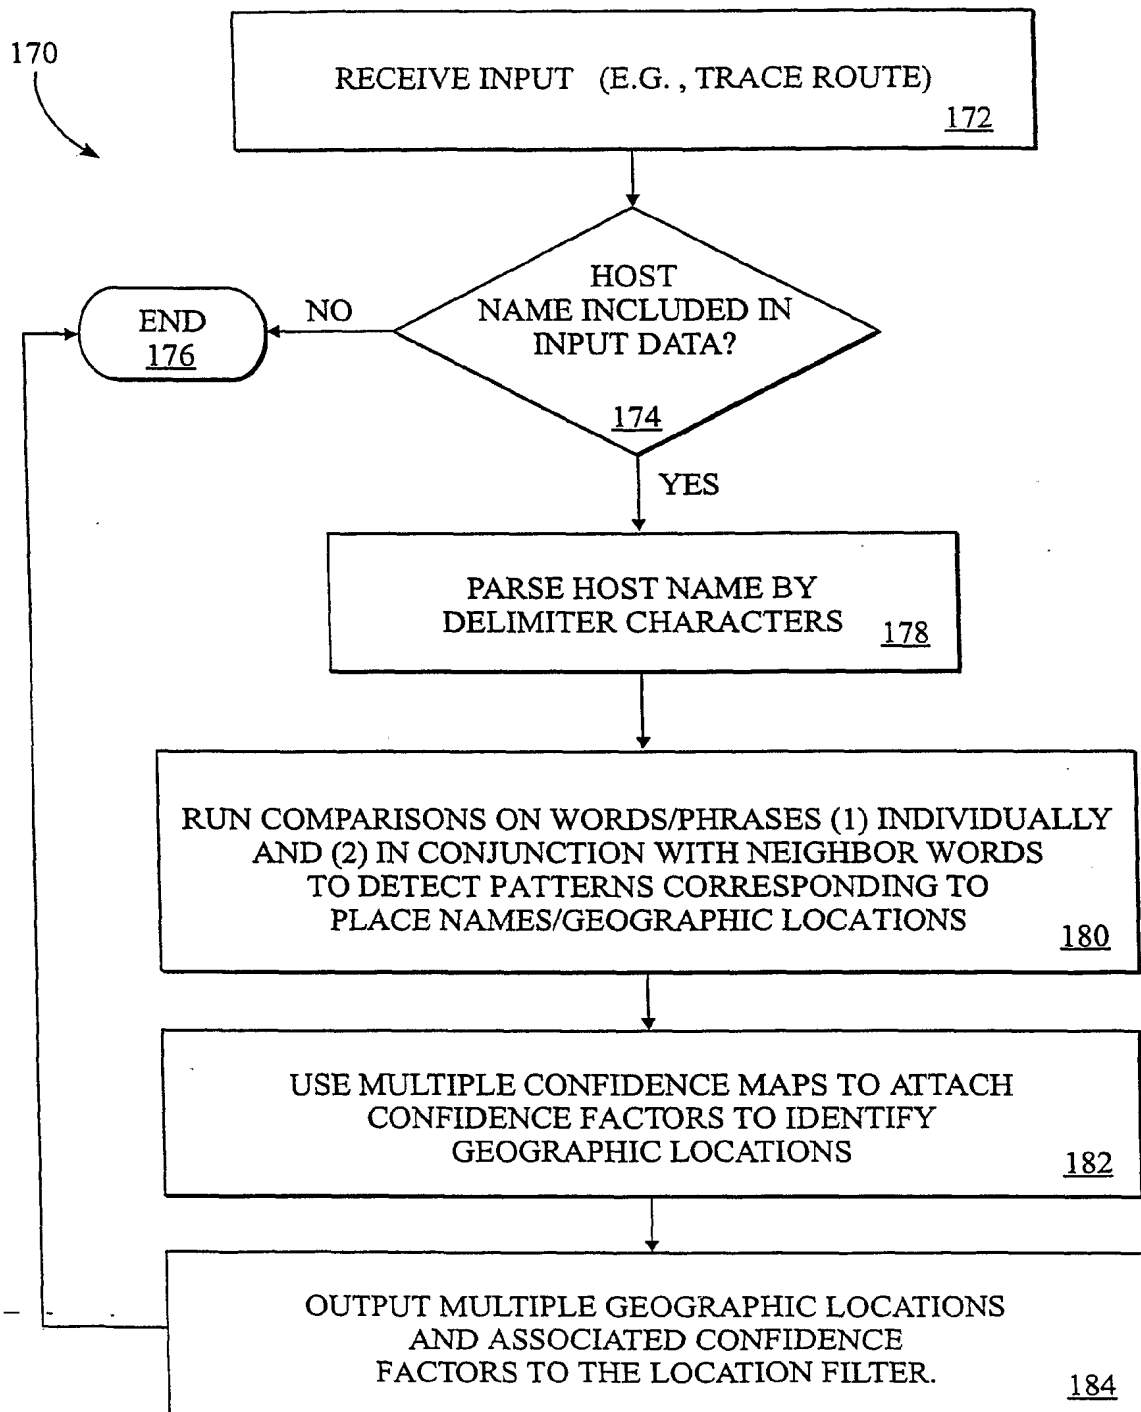 170
RECEIVE INPUT (E.G. , TRACE ROUTE)
172
HOST
NAME INCLUDED IN
INPUT DATA?
174
NO
END
176
YES
PARSE HOST NAME BY
DELIMITER CHARACTERS
178
RUN COMPARISONS ON WORDS/PHRASES (1) INDIVIDUALLY
AND (2) IN CONJUNCTION WITH NEIGHBOR WORDS
TO DETECT PATTERNS CORRESPONDING TO
PLACE NAMES/GEOGRAPHIC LOCATIONS
180
USE MULTIPLE CONFIDENCE MAPS TO ATTACH
CONFIDENCE FACTORS TO IDENTIFY
GEOGRAPHIC LOCATIONS
182
OUTPUT MULTIPLE GEOGRAPHIC LOCATIONS
AND ASSOCIATED CONFIDENCE
FACTORS TO THE LOCATION FILTER.
184